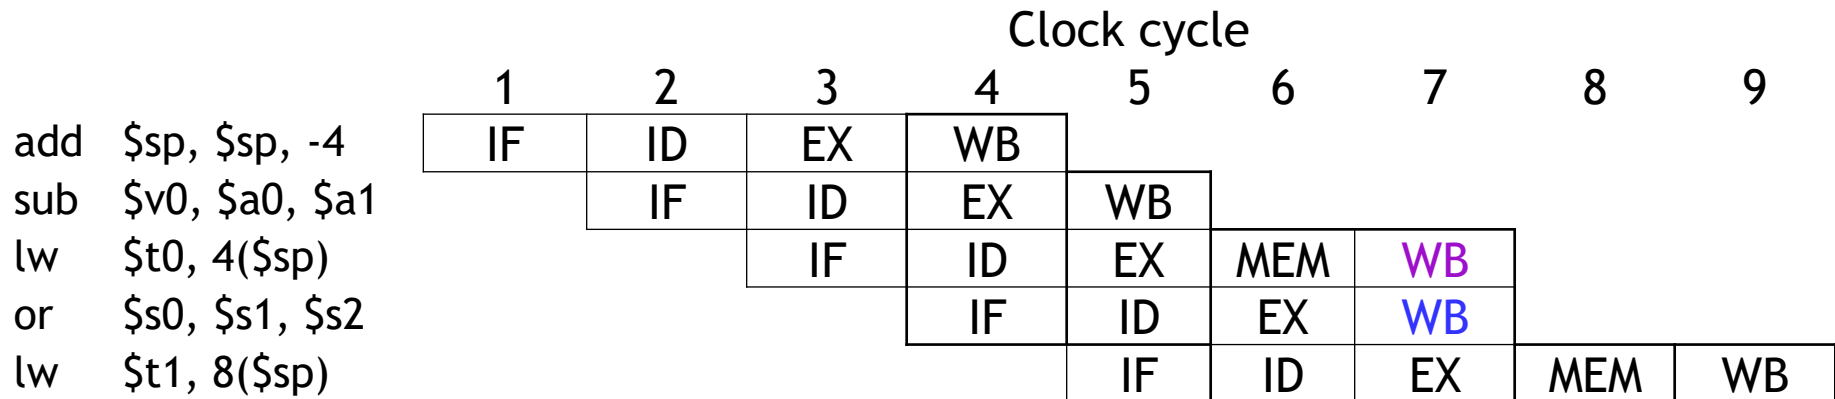 Clock cycle
1 2 3 4 5 6 7 8 9
add $sp, $sp, -4 IF ID EX WB
sub $v0, $a0, $a1 IF ID EX WB
lw $t0, 4($sp) IF ID EX MEM WB
or $s0, $s1, $s2 IF ID EX WB
lw $t1, 8($sp) IF ID EX MEM WB